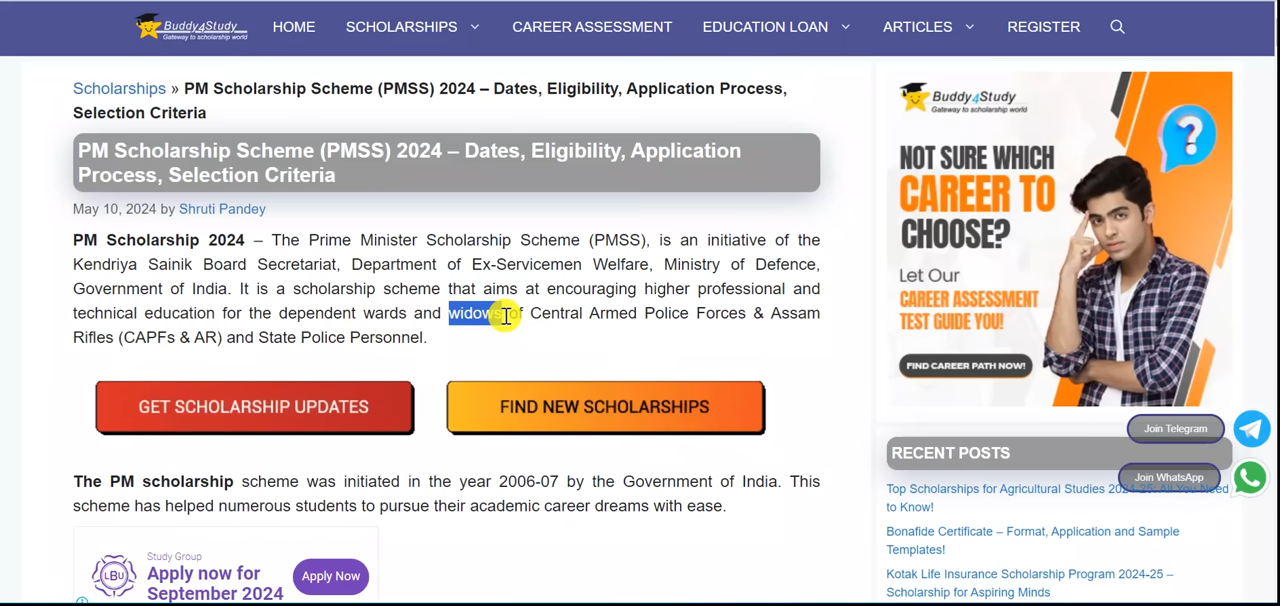 Buddy4Study
Gateway to scholarship world
HOME
SCHOLARSHIPS
CAREER ASSESSMENT
EDUCATION LOAN
ARTICLES
REGISTER
Scholarships » PM Scholarship Scheme (PMSS) 2024 – Dates, Eligibility, Application Process,
Selection Criteria
PM Scholarship Scheme (PMSS) 2024 – Dates, Eligibility, Application
Process, Selection Criteria
May 10, 2024 by Shruti Pandey
PM Scholarship 2024 – The Prime Minister Scholarship Scheme (PMSS), is an initiative of the
Kendriya Sainik Board Secretariat, Department of Ex-Servicemen Welfare, Ministry of Defence,
Government of India. It is a scholarship scheme that aims at encouraging higher professional and
technical education for the dependent wards and widows of Central Armed Police Forces & Assam
Rifles (CAPFs & AR) and State Police Personnel.
GET SCHOLARSHIP UPDATES
FIND NEW SCHOLARSHIPS
The PM scholarship scheme was initiated in the year 2006-07 by the Government of India. This
scheme has helped numerous students to pursue their academic career dreams with ease.
LBU
Study Group
Apply now for
September 2024
Apply Now
Buddy4Study
Gateway to scholarship world
NOT SURE WHICH
CAREER TO
CHOOSE?
Let Our
CAREER ASSESSMENT
TEST GUIDE YOU!
FIND CAREER PATH NOW!
Join Telegram
RECENT POSTS
Join WhatsApp
Top Scholarships for Agricultural Studies 2024-25: All You Need
to Know!
Bonafide Certificate – Format, Application and Sample
Templates!
Kotak Life Insurance Scholarship Program 2024-25 –
Scholarship for Aspiring Minds